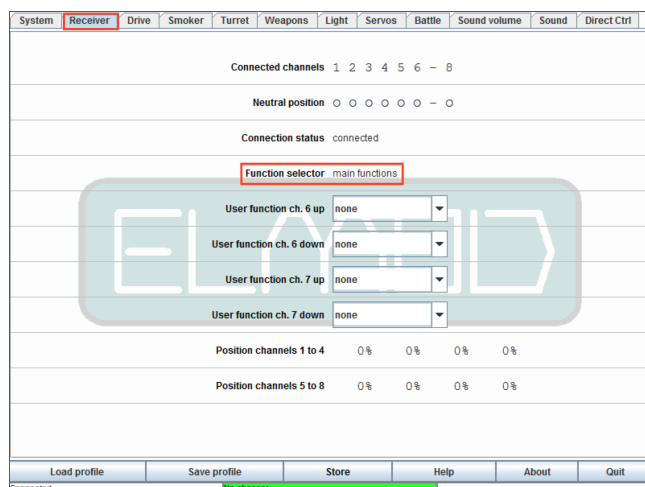 System Receiver Drive Smoker Turret Weapons Light Servos Battle Sound volume Sound Direct Ctrl
Connected channels 1 2 3 4 5 6 – 8
Neutral position O O O O O O – O
Connection status connected
Function selector main functions
User function ch. 6 up none
User function ch. 6 down none
User function ch. 7 up none
User function ch. 7 down none
Position channels 1 to 4 0% 0% 0% 0%
Position channels 5 to 8 0% 0% 0% 0%
ELMOD
Load profile Save profile Store Help About Quit
Connected No changes